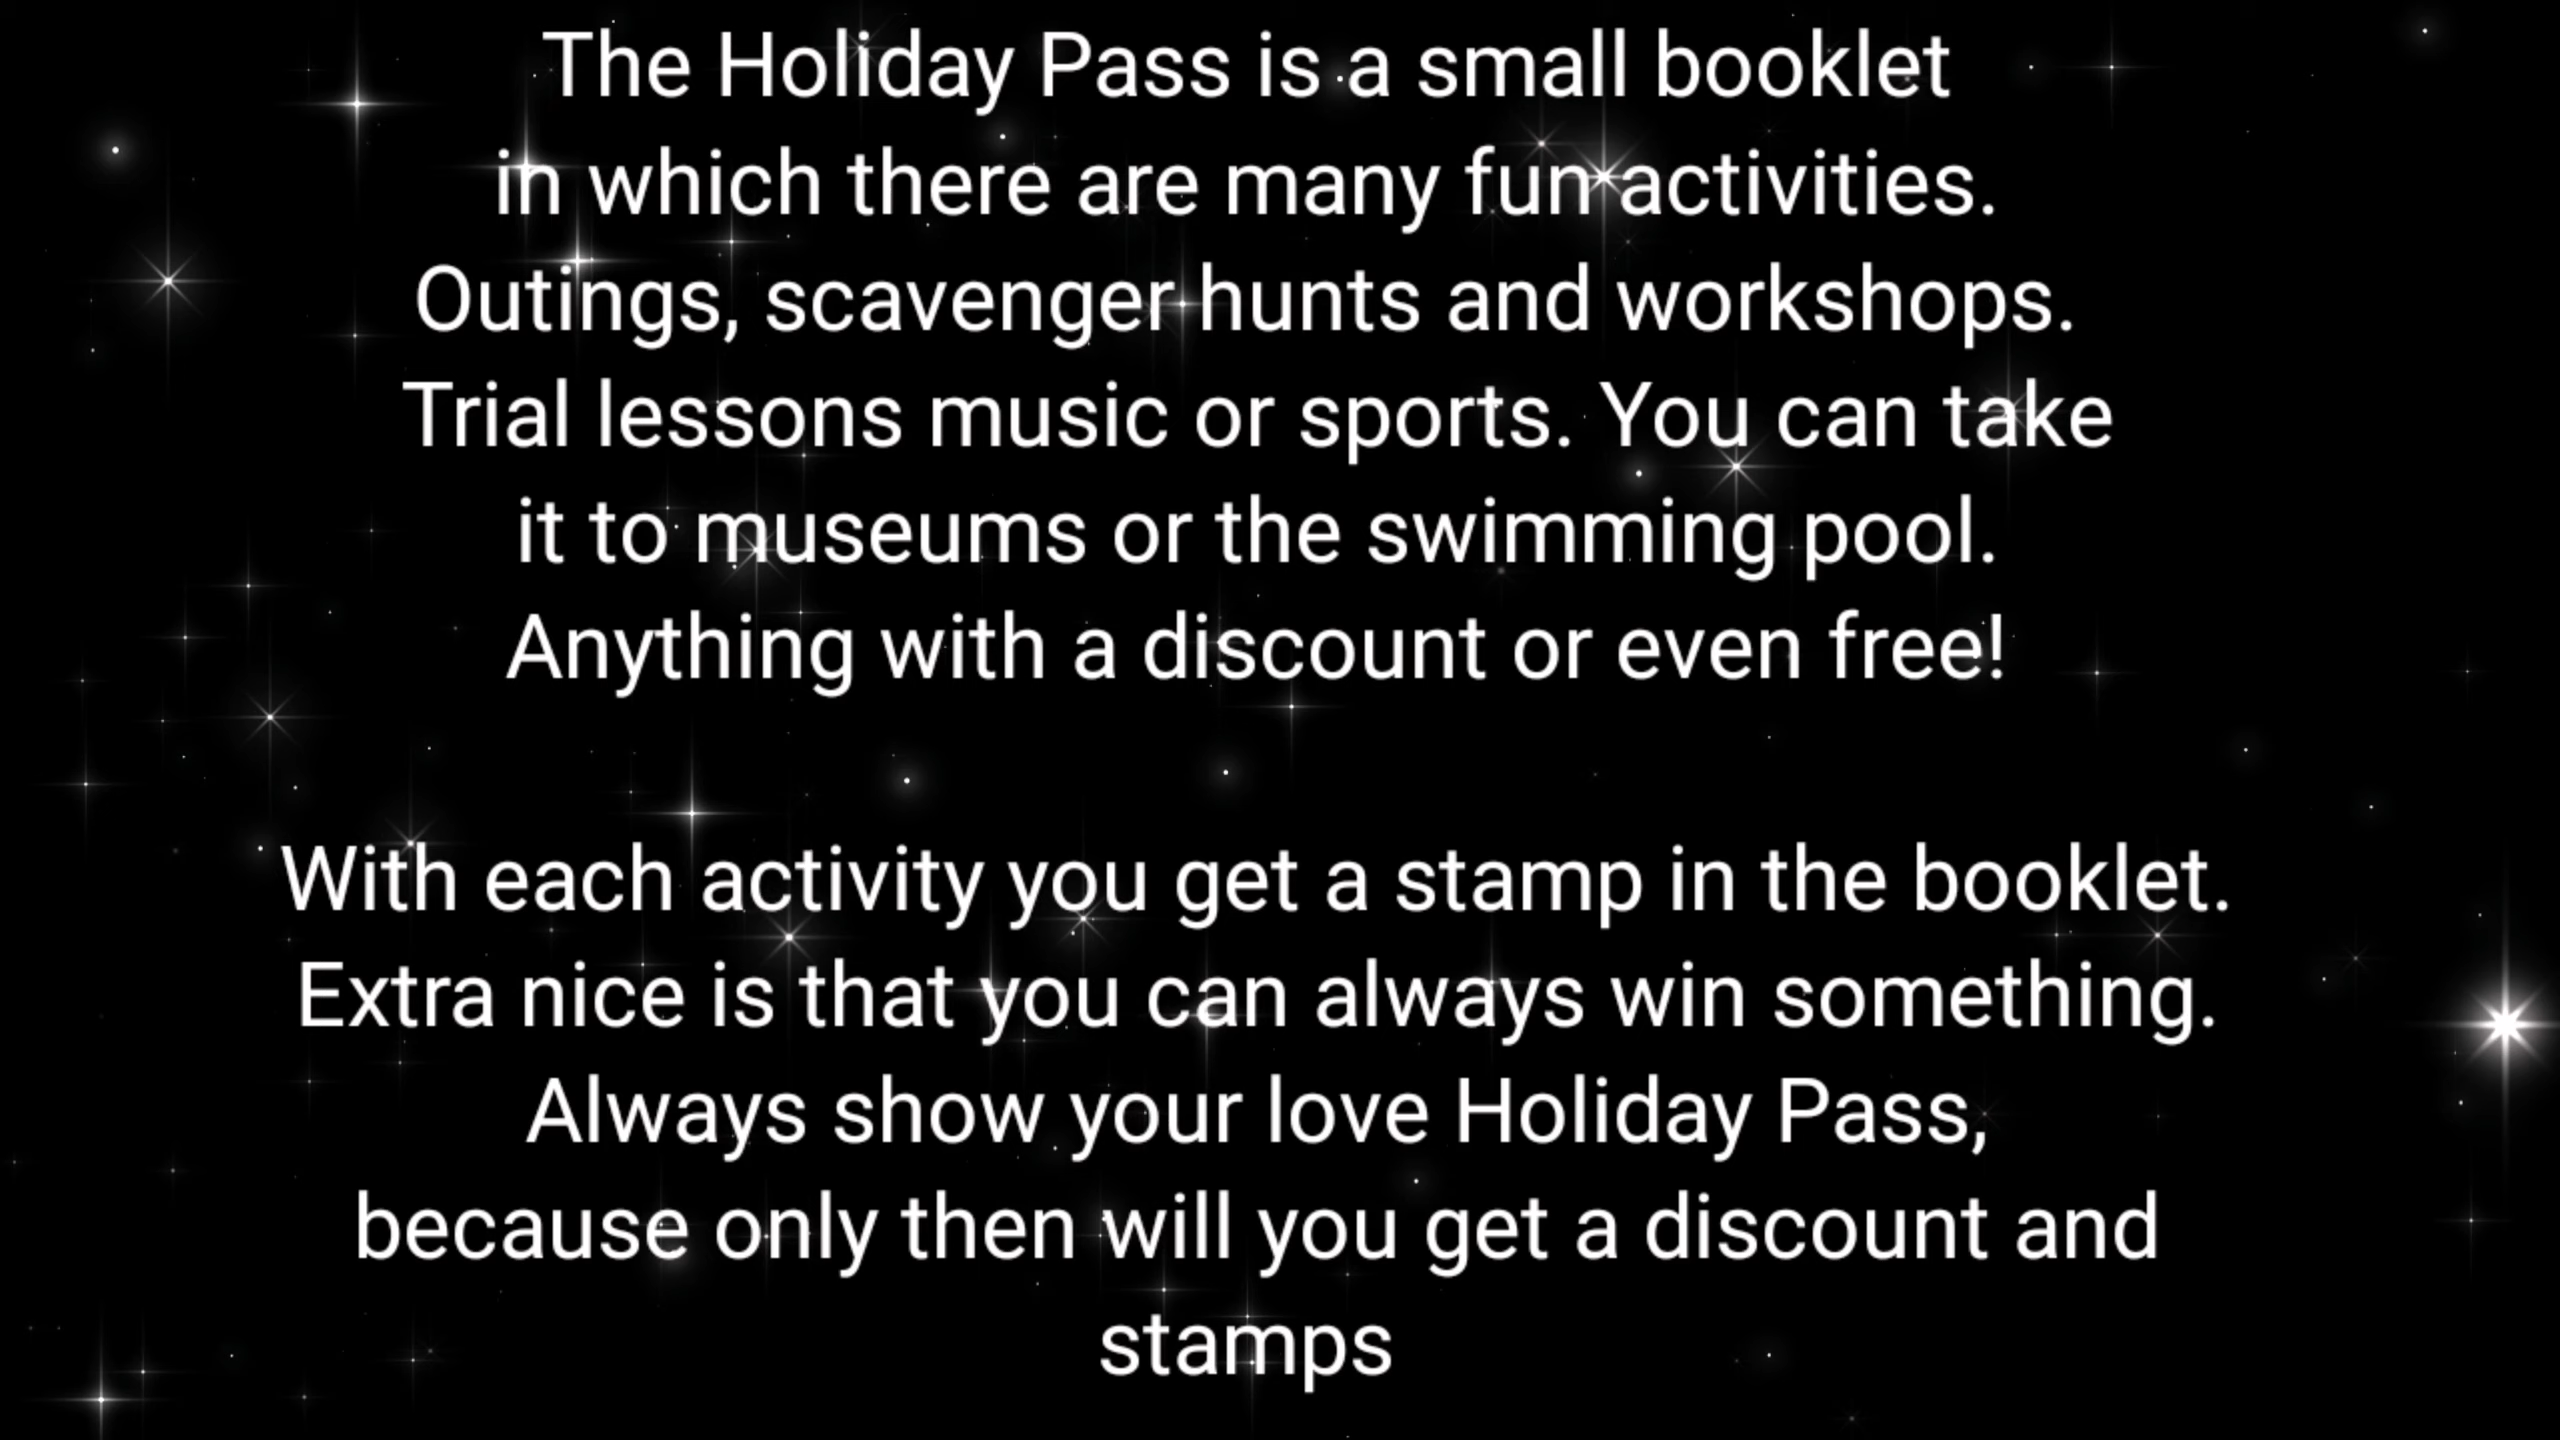 The Holiday Pass is a small booklet
in which there are many fun activities.
Outings, scavenger hunts and workshops.
Trial lessons music or sports. You can take
it to museums or the swimming pool.
Anything with a discount or even free!
With each activity you get a stamp in the booklet.
Extra nice is that you can always win something.
Always show your love Holiday Pass,
because only then will you get a discount and
stamps